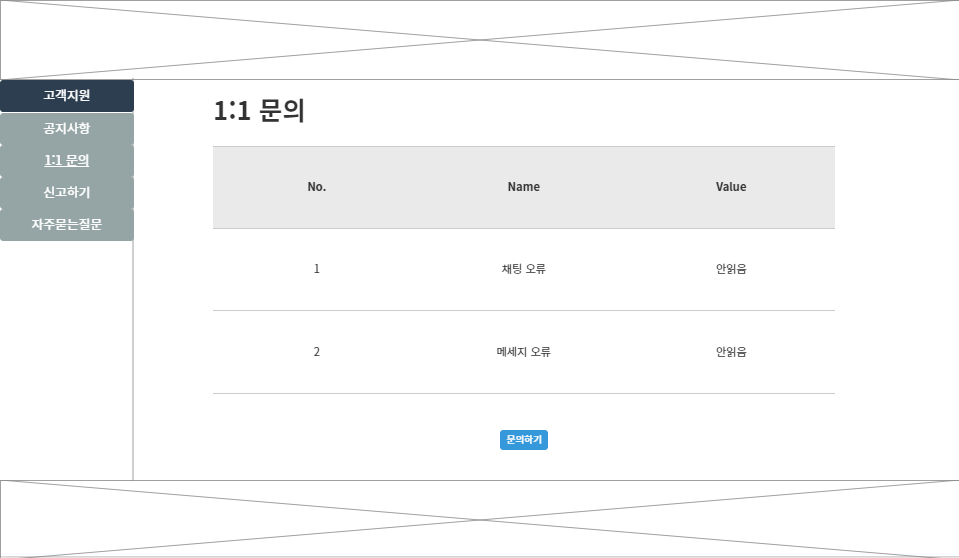 고객지원
공지사항
1:1 문의
신고하기
자주묻는질문
1:1 문의
No. Name Value
1 채팅 오류 안읽음
2 메세지 오류 안읽음
문의하기